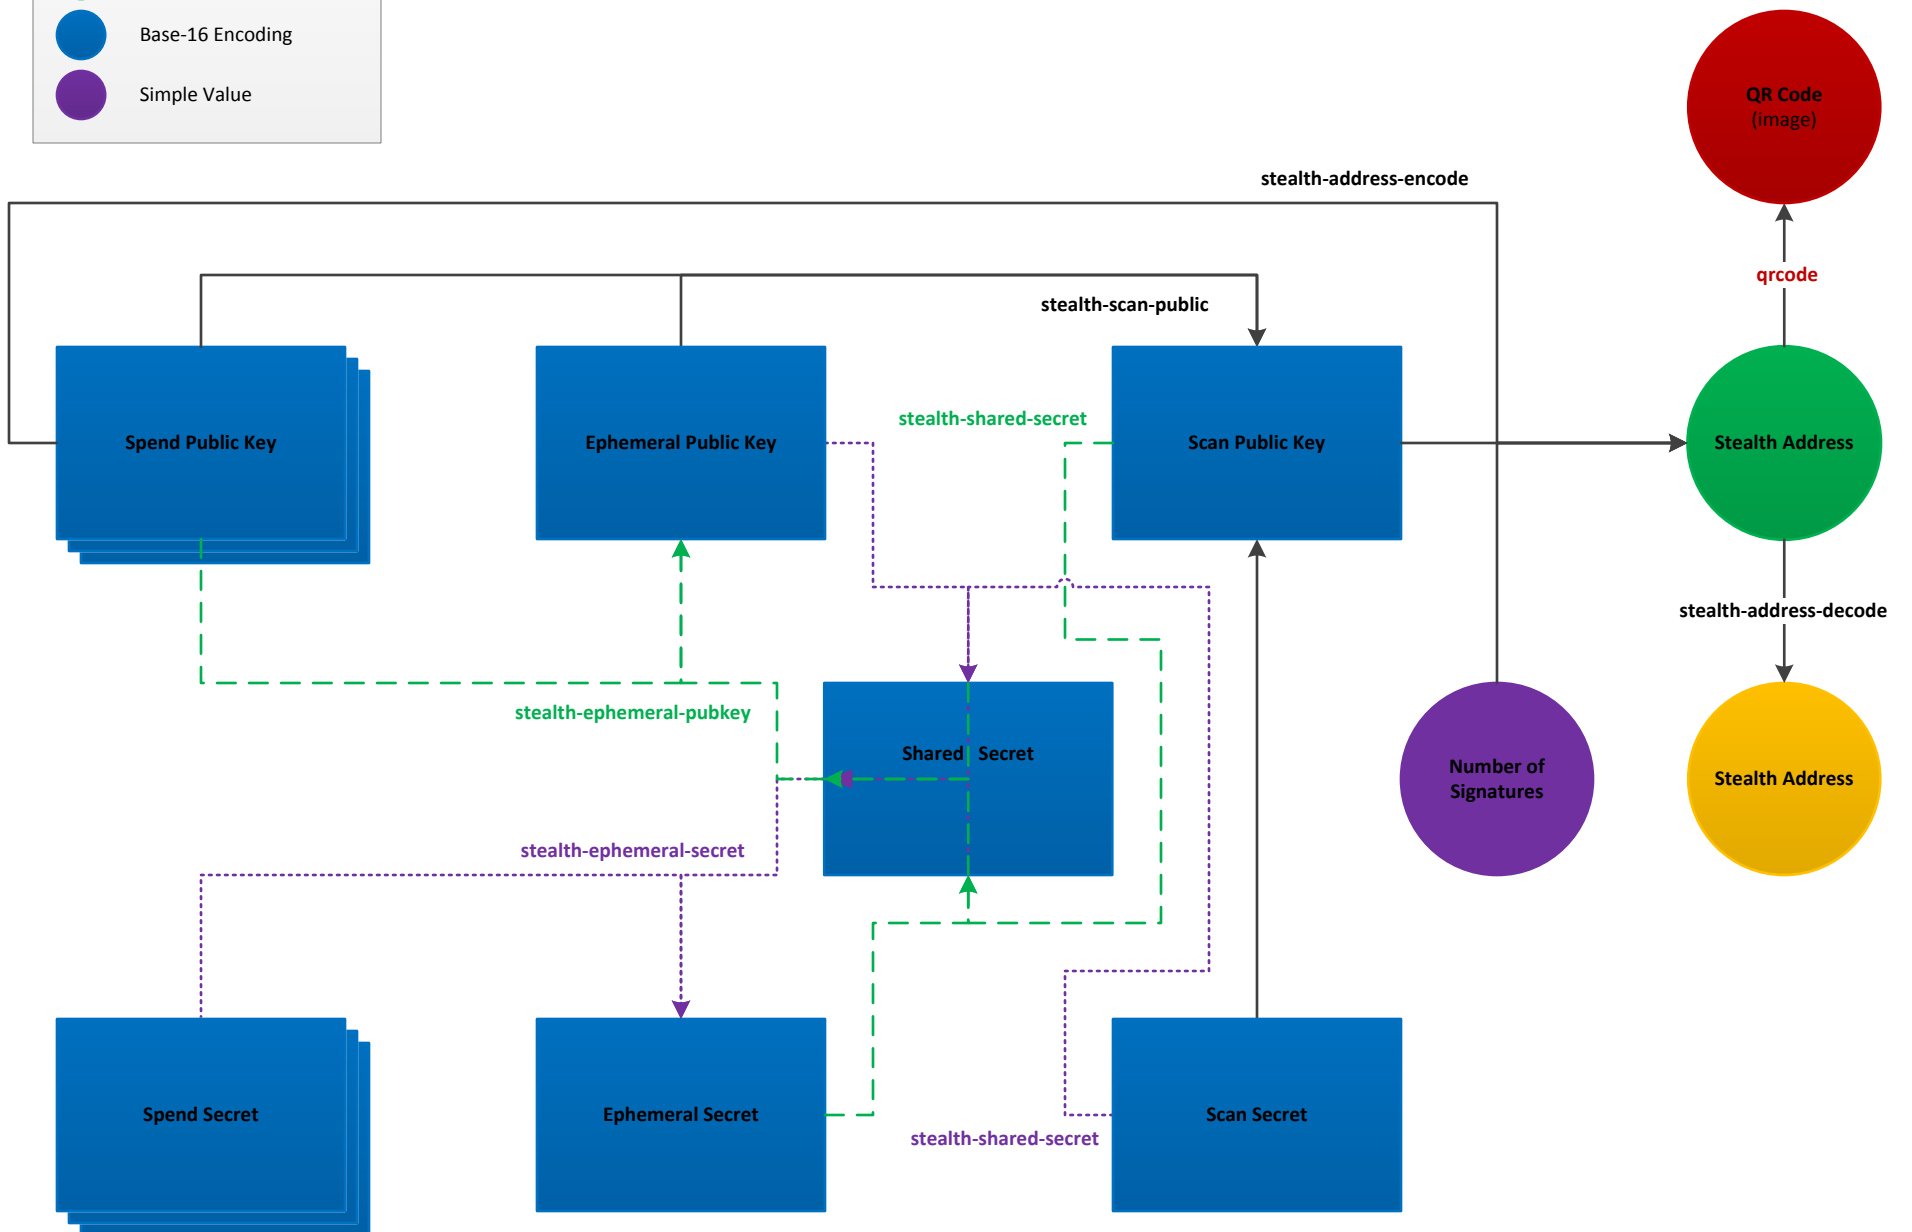 Base-16 Encoding
Simple Value
QR Code
(image)
stealth-address-encode
qrcode
stealth-scan-public
stealth-shared-secret
Spend Public Key
Ephemeral Public Key
Scan Public Key
Stealth Address
stealth-address-decode
stealth-ephemeral-pubkey
Shared Secret
Number of
Signatures
Stealth Address
stealth-ephemeral-secret
Spend Secret
Ephemeral Secret
Scan Secret
stealth-shared-secret